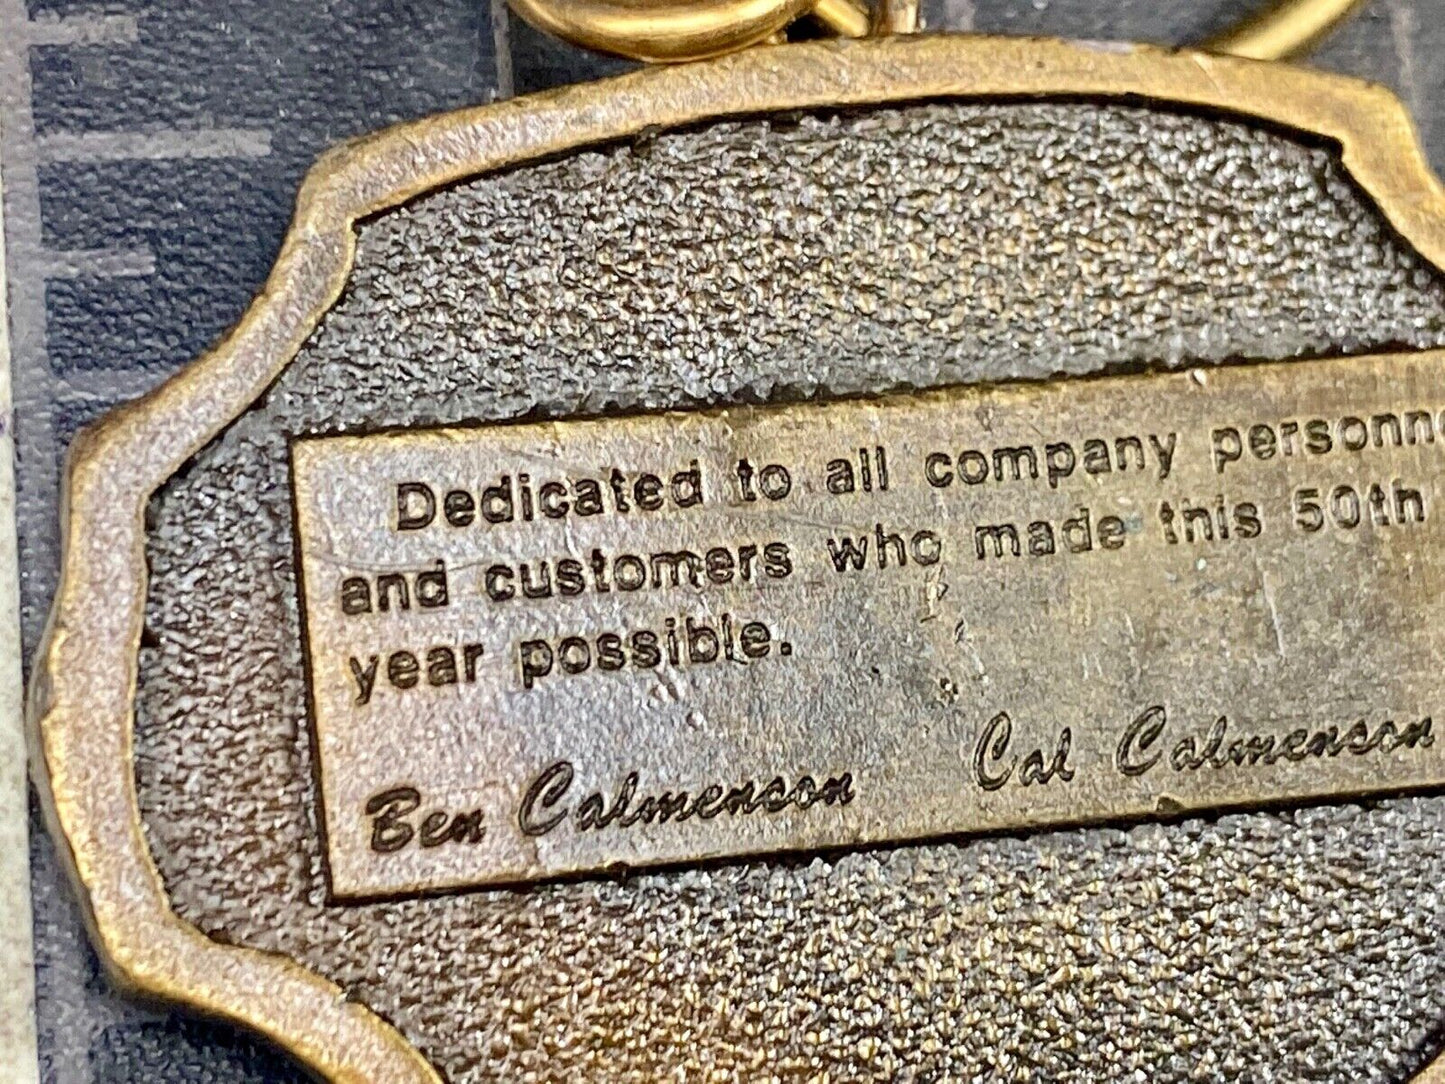 Dedicated to all company personne
and customers who made this 50th
year possible.
Ben Calmenson Cal Calmenson